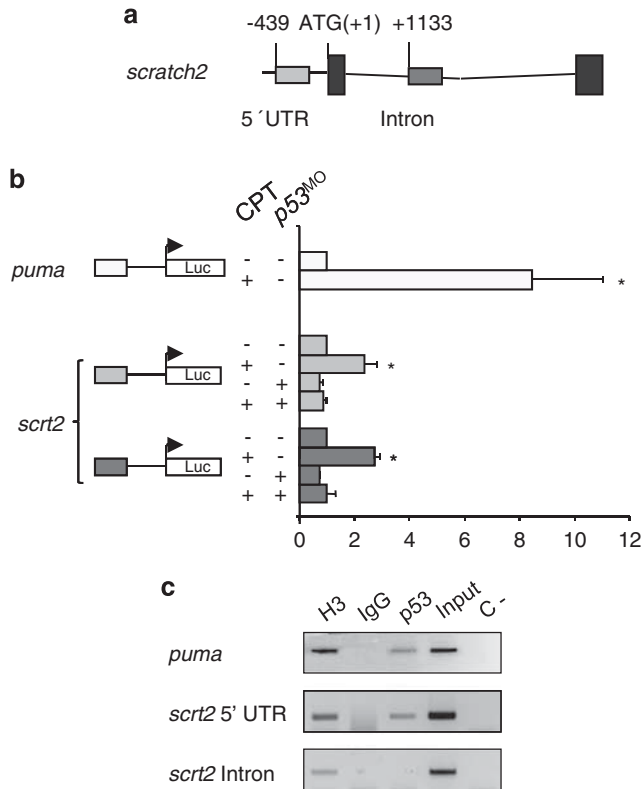 a
-439 ATG(+1) +1133
scratch2
5 ´UTR Intron
b
CPT p53MO
puma Luc - -
+ - *
scrt2
- -
Luc + - *
- +
+ +
- -
Luc + - *
- +
+ +
0 2 4 6 8 10 12
c
H3 IgG p53 Input C -
puma
scrt2 5' UTR
scrt2 Intron